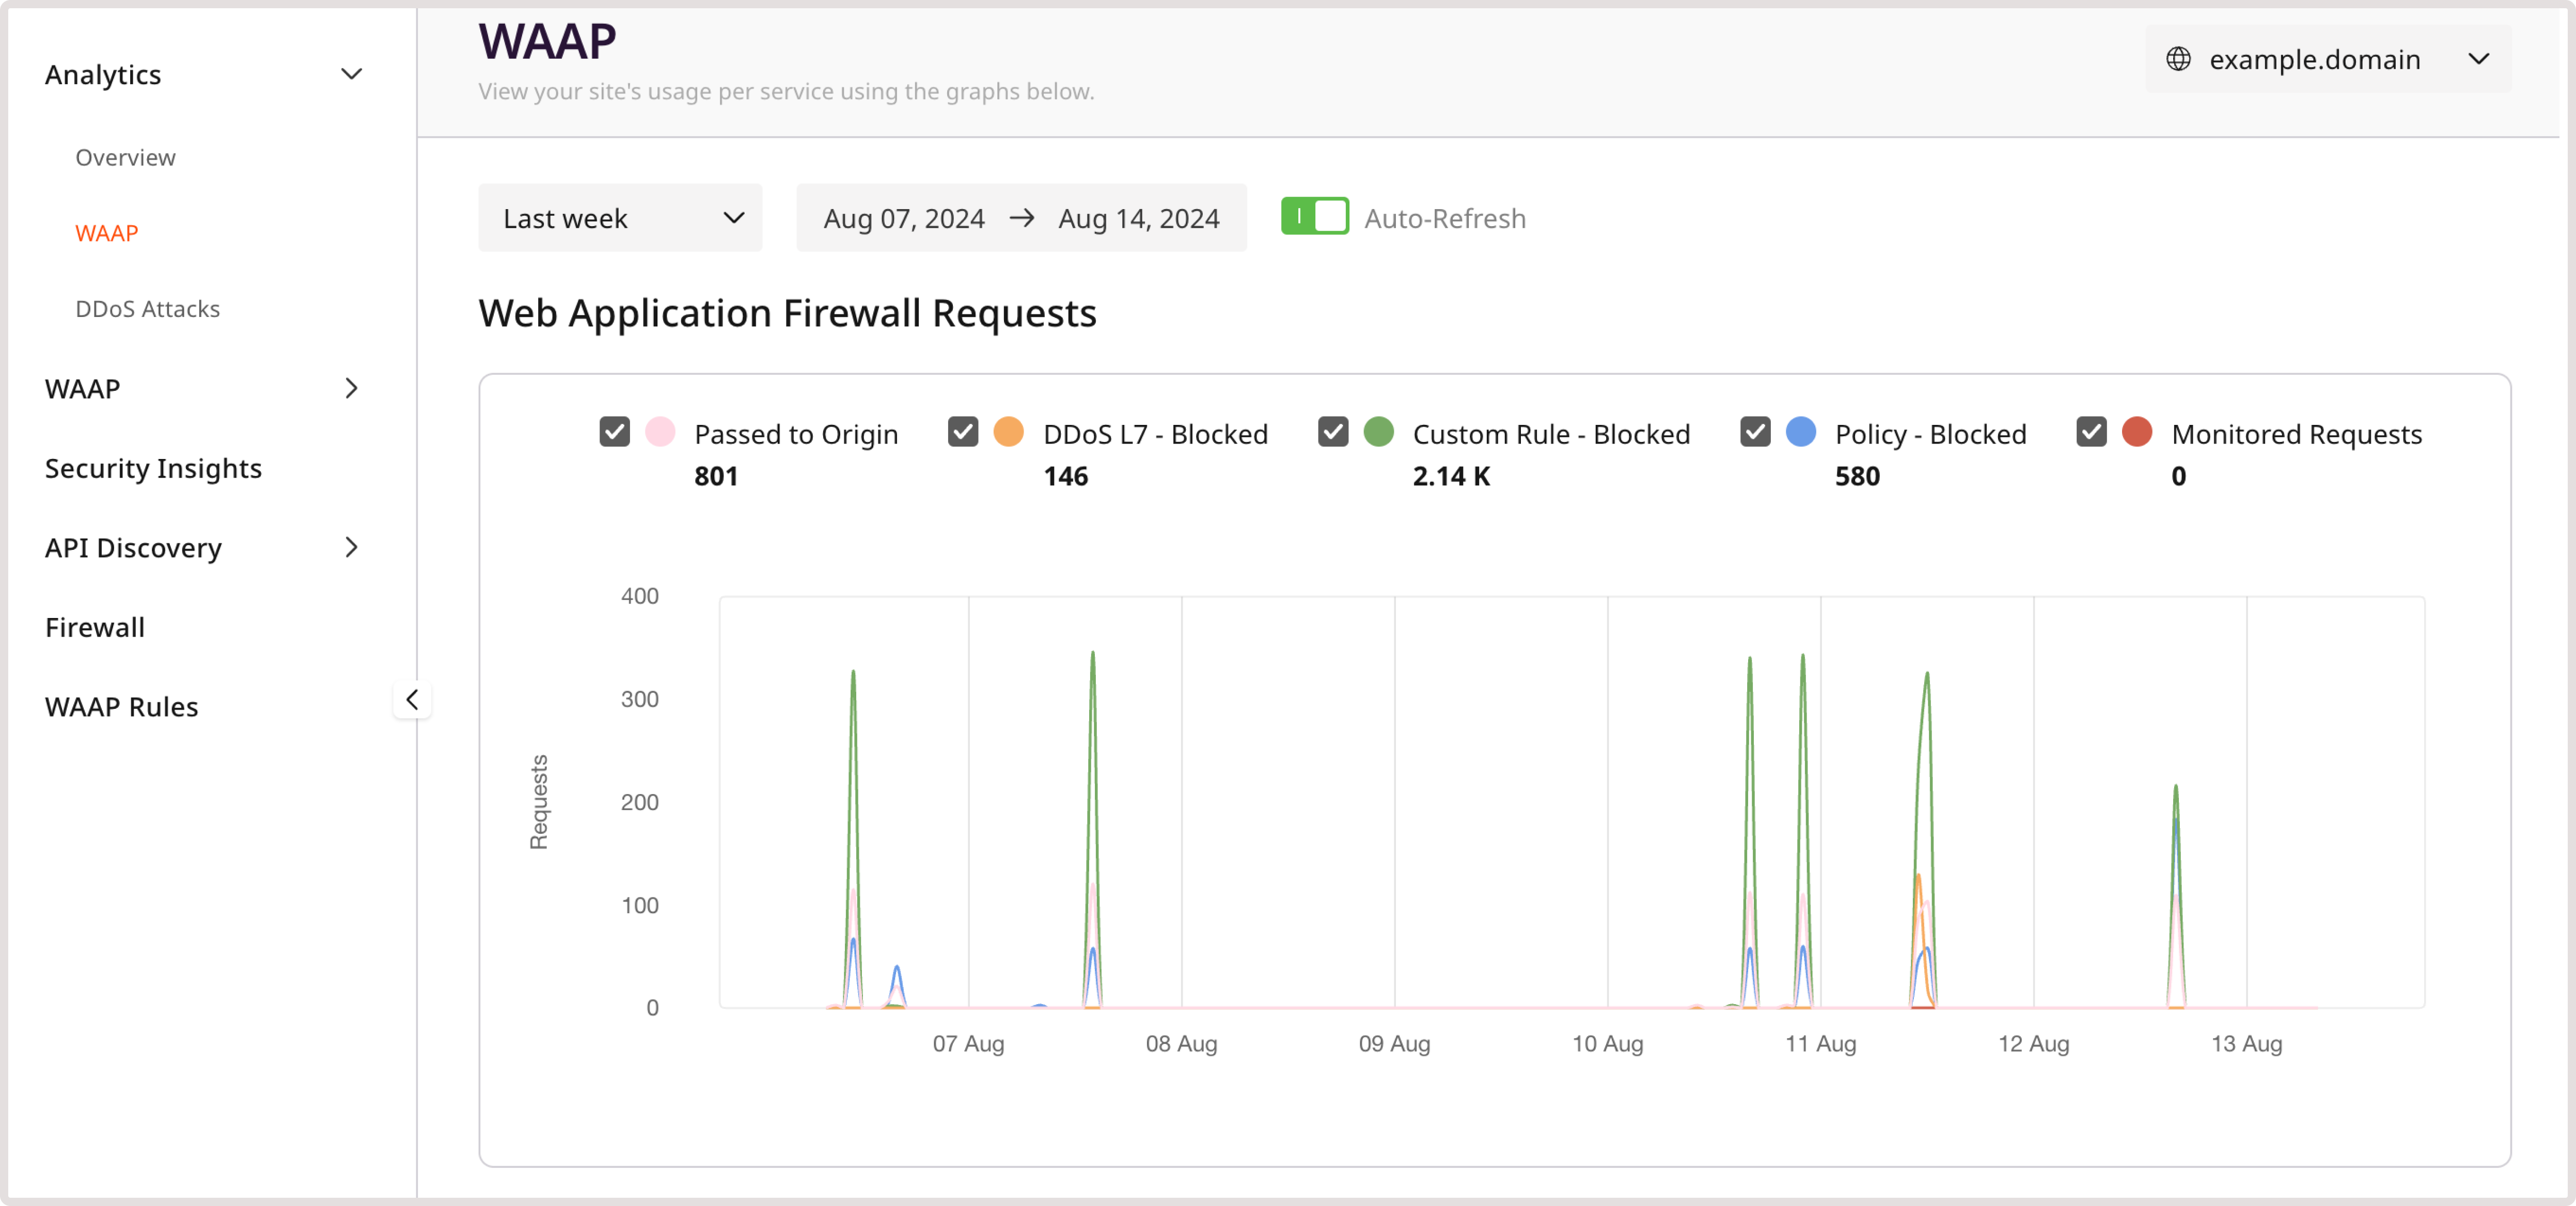 Analytics
Overview
WAAP
DDoS Attacks
WAAP
Security Insights
API Discovery
Firewall
WAAP Rules
WAAP
View your site's usage per service using the graphs below.
example.domain
Last week
Aug 07, 2024 → Aug 14, 2024
Auto-Refresh
Web Application Firewall Requests
Passed to Origin
801
DDoS L7 - Blocked
146
Custom Rule - Blocked
2.14 K
Policy - Blocked
580
Monitored Requests
0
Requests
400
300
200
100
0
07 Aug 08 Aug 09 Aug 10 Aug 11 Aug 12 Aug 13 Aug